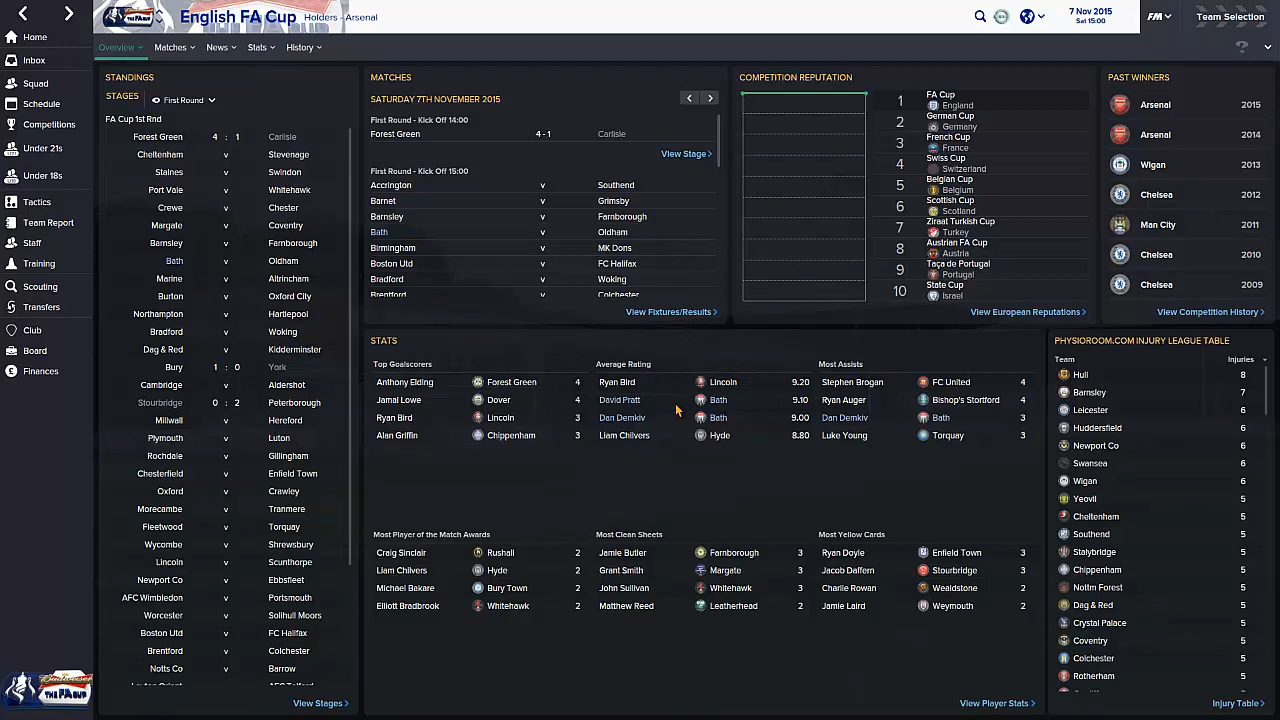 English FA Cup Holders - Arsenal
7 Nov 2015
Sat 15:00
FM
Team Selection
Overview Matches News Stats History
Home
Inbox
Squad
Schedule
Competitions
Under 21s
Under 18s
Tactics
Team Report
Staff
Training
Scouting
Transfers
Club
Board
Finances
Budweiser
THE FA CUP
STANDINGS
STAGES First Round
FA Cup 1st Rnd
Forest Green 4 : 1 Carlisle
Cheltenham v Stevenage
Staines v Swindon
Port Vale v Whitehawk
Crewe v Chester
Margate v Coventry
Barnsley v Farnborough
Bath v Oldham
Marine v Altrincham
Burton v Oxford City
Northampton v Hartlepool
Bradford v Woking
Dag & Red v Kidderminster
Bury 1 : 0 York
Cambridge v Aldershot
Stourbridge 0 : 2 Peterborough
Millwall v Hereford
Plymouth v Luton
Rochdale v Gillingham
Chesterfield v Enfield Town
Oxford v Crawley
Morecambe v Tranmere
Fleetwood v Torquay
Wycombe v Shrewsbury
Lincoln v Scunthorpe
Newport Co v Ebbsfleet
AFC Wimbledon v Portsmouth
Worcester v Solihull Moors
Boston Utd v FC Halifax
Brentford v Colchester
Notts Co v Barrow
View Stages >
MATCHES
SATURDAY 7TH NOVEMBER 2015
First Round - Kick Off 14:00
Forest Green 4 - 1 Carlisle
View Stage >
First Round - Kick Off 15:00
Accrington v Southend
Barnet v Grimsby
Barnsley v Farnborough
Bath v Oldham
Birmingham v MK Dons
Boston Utd v FC Halifax
Bradford v Woking
Brentford v Colchester
View Fixtures/Results >
COMPETITION REPUTATION
1 FA Cup
England
2 German Cup
Germany
3 French Cup
France
4 Swiss Cup
Switzerland
5 Belgian Cup
Belgium
6 Scottish Cup
Scotland
7 Ziraat Turkish Cup
Turkey
8 Austrian FA Cup
Austria
9 Taça de Portugal
Portugal
10 State Cup
Israel
View European Reputations >
PAST WINNERS
Arsenal 2015
Arsenal 2014
Wigan 2013
Chelsea 2012
Man City 2011
Chelsea 2010
Chelsea 2009
View Competition History >
STATS
Top Goalscorers
Anthony Elding Forest Green 4
Jamal Lowe Dover 4
Ryan Bird Lincoln 3
Alan Griffin Chippenham 3
Average Rating
Ryan Bird Lincoln 9.20
David Pratt Bath 9.10
Dan Demkiv Bath 9.00
Liam Chilvers Hyde 8.80
Most Assists
Stephen Brogan FC United 4
Ryan Auger Bishop's Stortford 4
Dan Demkiv Bath 3
Luke Young Torquay 3
Most Player of the Match Awards
Craig Sinclair Rushall 2
Liam Chilvers Hyde 2
Michael Bakare Bury Town 2
Elliott Bradbrook Whitehawk 2
Most Clean Sheets
Jamie Butler Farnborough 3
Grant Smith Margate 3
John Sullivan Whitehawk 3
Matthew Reed Leatherhead 2
Most Yellow Cards
Ryan Doyle Enfield Town 3
Jacob Daffern Stourbridge 3
Charlie Rowan Wealdstone 2
Jamie Laird Weymouth 2
View Player Stats >
PHYSIOROOM.COM INJURY LEAGUE TABLE
Team Injuries
Hull 8
Barnsley 7
Leicester 6
Huddersfield 6
Newport Co 6
Swansea 6
Wigan 6
Yeovil 5
Cheltenham 5
Southend 5
Stalybridge 5
Chippenham 5
Nottm Forest 5
Dag & Red 5
Crystal Palace 5
Coventry 5
Colchester 5
Rotherham 5
Injury Table >